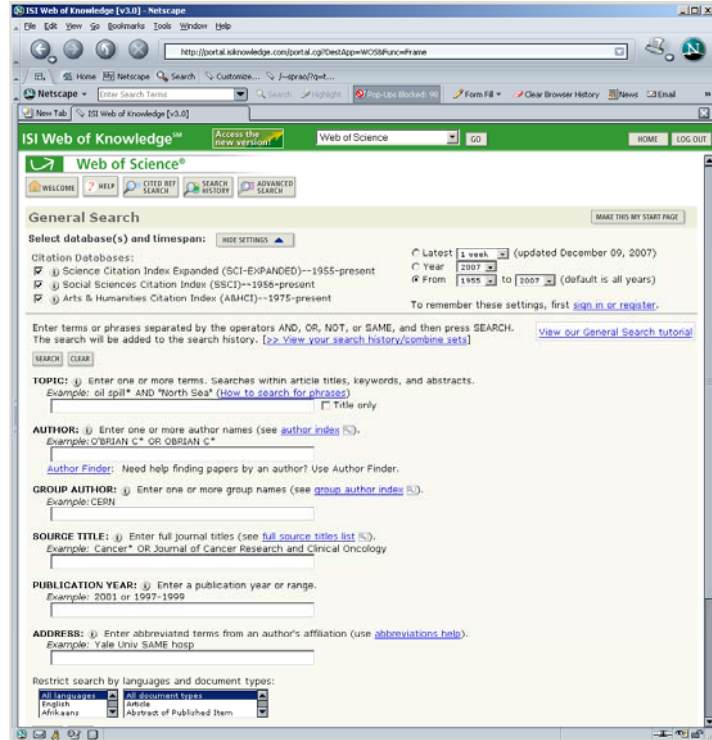 ISI Web of Knowledge [v3.0] - Netscape
File Edit View Go Bookmarks Tools Window Help
http://portal.isiknowledge.com/portal.cgi?DestApp=WOS&Func=Frame
Home Netscape Search Customize...
Netscape Enter Search Terms Search Highlight Pop-Ups Blocked: 90 Form Fill Clear Browser History News Email
New Tab ISI Web of Knowledge [v3.0]
ISI Web of Knowledge℠ Access the new version! Web of Science GO HOME LOG OUT
Web of Science®
WELCOME ? HELP CITED REF SEARCH SEARCH HISTORY ADVANCED SEARCH
General Search MAKE THIS MY START PAGE
Select database(s) and timespan: HIDE SETTINGS
Citation Databases:
Science Citation Index Expanded (SCI-EXPANDED)--1955-present
Social Sciences Citation Index (SSCI)--1956-present
Arts & Humanities Citation Index (A&HCI)--1975-present
Latest 1 week (updated December 09, 2007)
Year 2007
From 1955 to 2007 (default is all years)
To remember these settings, first sign in or register.
Enter terms or phrases separated by the operators AND, OR, NOT, or SAME, and then press SEARCH.
The search will be added to the search history. [>> View your search history/combine sets]
View our General Search tutorial
SEARCH CLEAR
TOPIC: Enter one or more terms. Searches within article titles, keywords, and abstracts.
Example: oil spill* AND "North Sea" (How to search for phrases)
Title only
AUTHOR: Enter one or more author names (see author index).
Example: O'BRIAN C* OR OBRIAN C*
Author Finder: Need help finding papers by an author? Use Author Finder.
GROUP AUTHOR: Enter one or more group names (see group author index).
Example: CERN
SOURCE TITLE: Enter full journal titles (see full source titles list).
Example: Cancer* OR Journal of Cancer Research and Clinical Oncology
PUBLICATION YEAR: Enter a publication year or range.
Example: 2001 or 1997-1999
ADDRESS: Enter abbreviated terms from an author's affiliation (use abbreviations help).
Example: Yale Univ SAME hosp
Restrict search by languages and document types:
All languages All document types
English Article
Afrikaans Abstract of Published Item